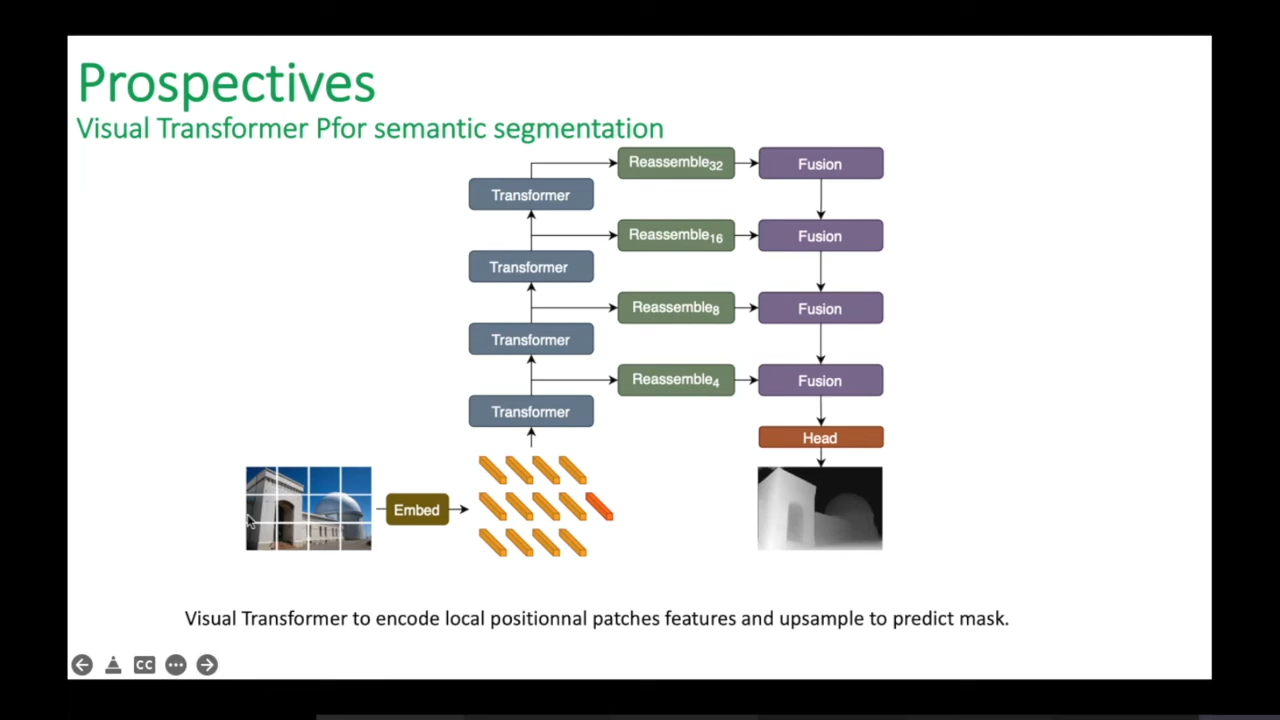 Prospectives
Visual Transformer Pfor semantic segmentation
Reassemble32
Fusion
Transformer
Reassemble16
Fusion
Transformer
Reassemble8
Fusion
Transformer
Reassemble4
Fusion
Transformer
Head
Embed
Visual Transformer to encode local positionnal patches features and upsample to predict mask.
CC